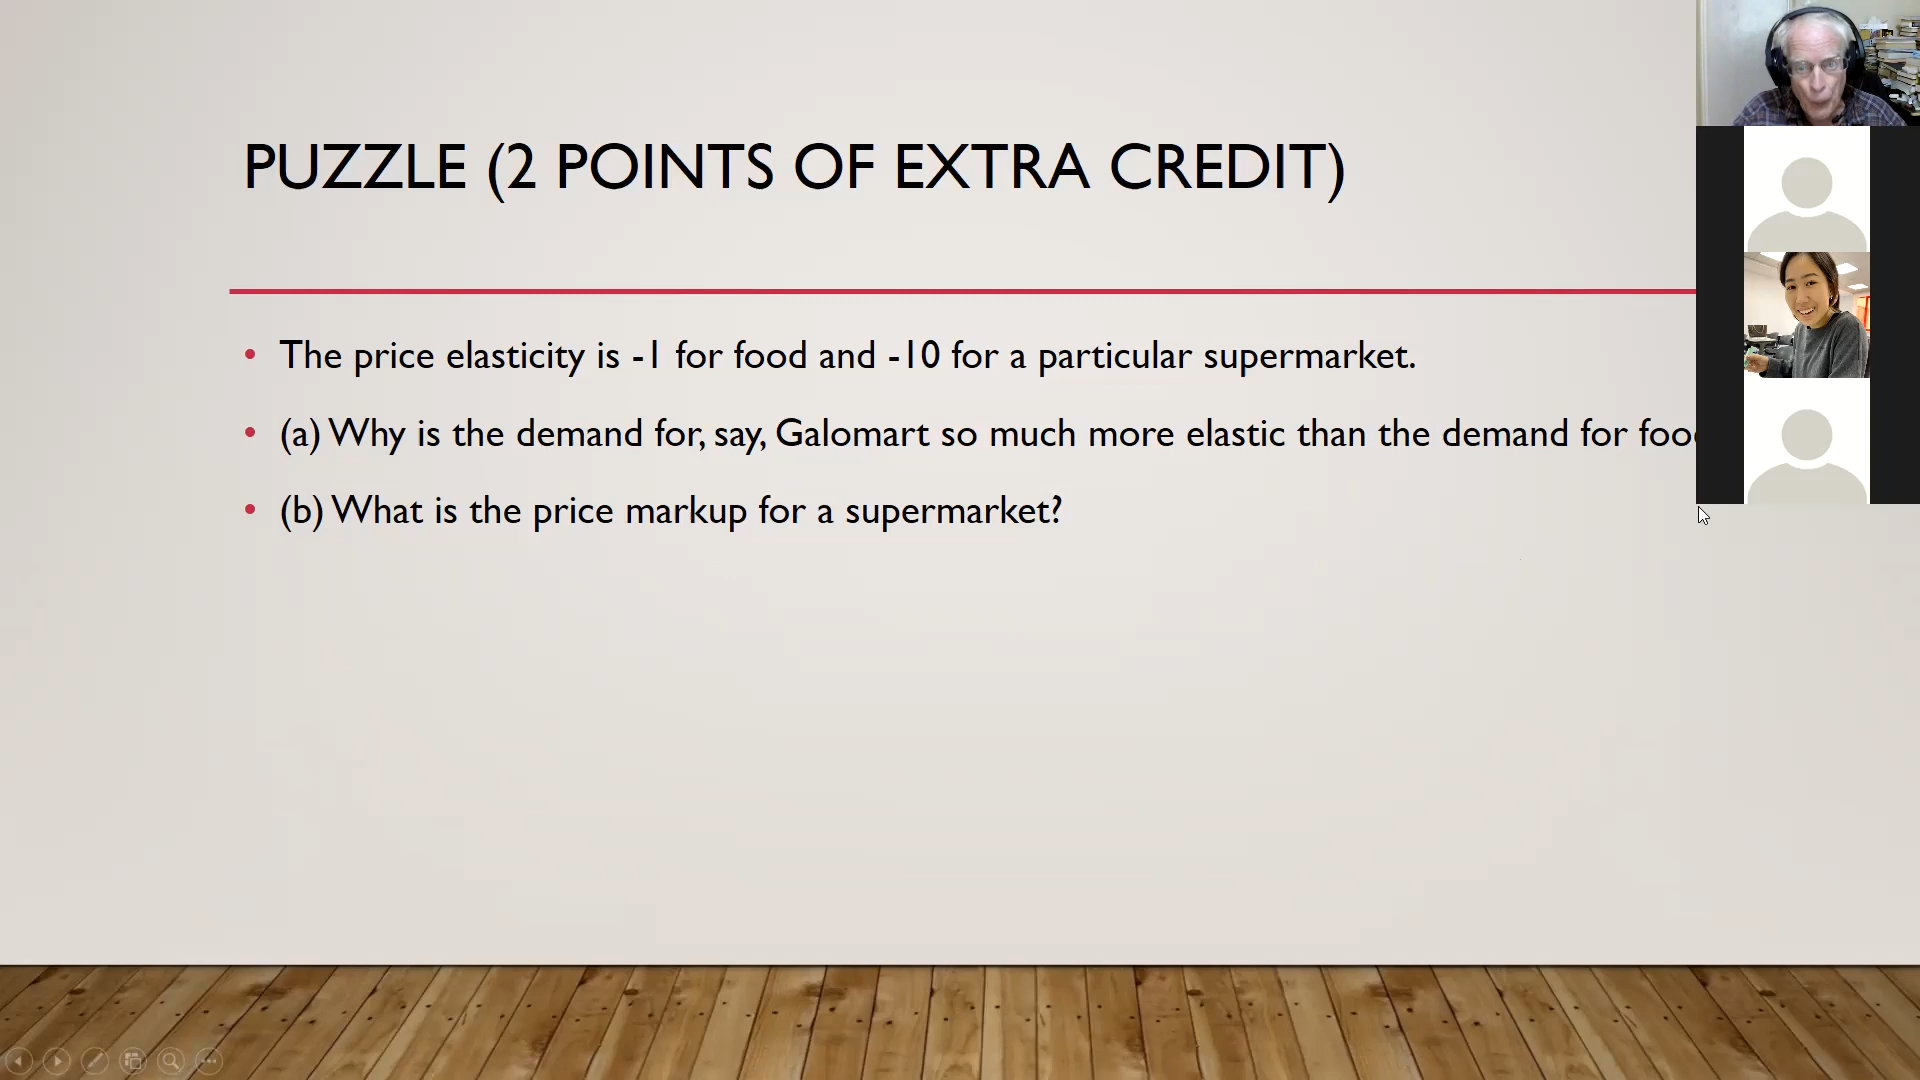 PUZZLE (2 POINTS OF EXTRA CREDIT)
The price elasticity is -1 for food and -10 for a particular supermarket.
(a) Why is the demand for, say, Galomart so much more elastic than the demand for
(b) What is the price markup for a supermarket?